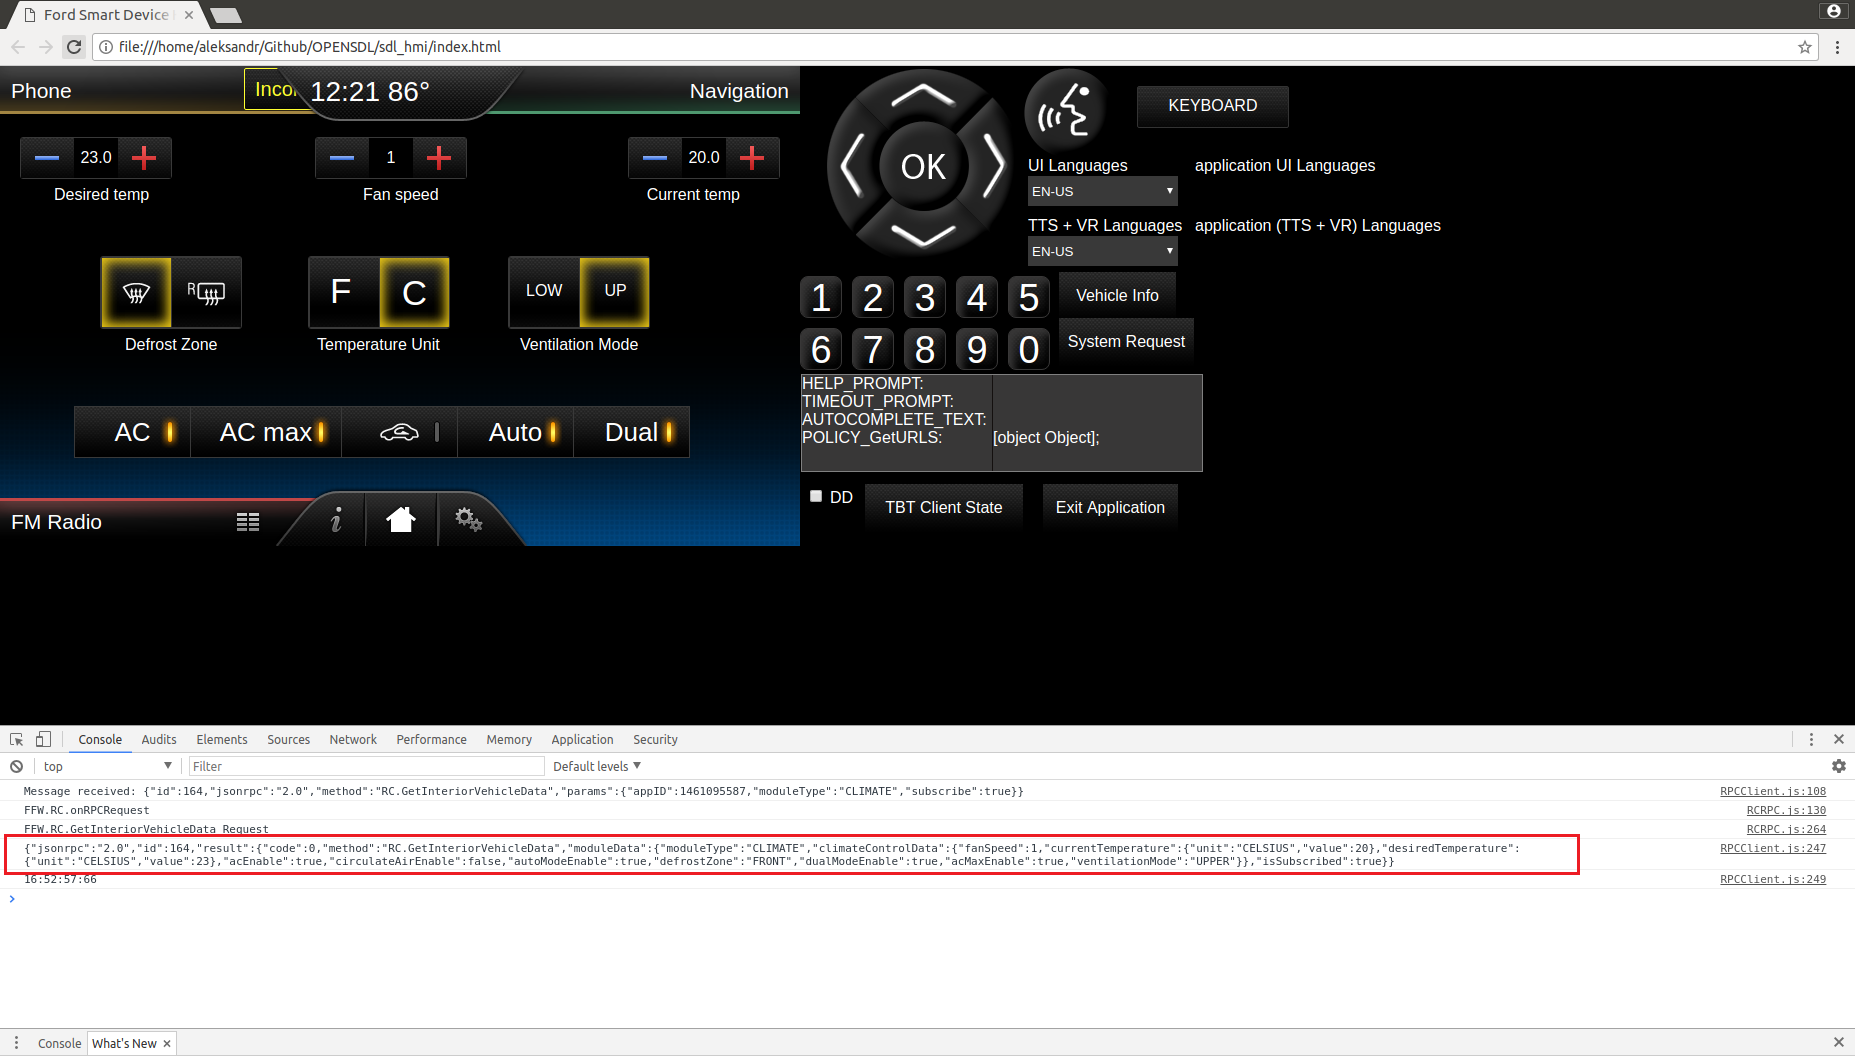 Ford Smart Device
file:///home/aleksandr/Github/OPENSDL/sdl_hmi/index.html
Phone
Incor
12:21 86°
Navigation
23.0
1
20.0
Desired temp
Fan speed
Current temp
R
F
C
LOW
UP
Defrost Zone
Temperature Unit
Ventilation Mode
AC
AC max
Auto
Dual
FM Radio
i
OK
KEYBOARD
UI Languages
application UI Languages
EN-US
TTS + VR Languages
application (TTS + VR) Languages
EN-US
1 2 3 4 5
Vehicle Info
6 7 8 9 0
System Request
HELP_PROMPT:
TIMEOUT_PROMPT:
AUTOCOMPLETE_TEXT:
POLICY_GetURLS:
[object Object];
DD
TBT Client State
Exit Application
Console Audits Elements Sources Network Performance Memory Application Security
top
Filter
Default levels
Message received: {"id":164,"jsonrpc":"2.0","method":"RC.GetInteriorVehicleData","params":{"appID":1461095587,"moduleType":"CLIMATE","subscribe":true}}
RPCClient.js:108
FFW.RC.onRPCRequest
RCRPC.js:130
FFW.RC.GetInteriorVehicleData Request
RCRPC.js:264
{"jsonrpc":"2.0","id":164,"result":{"code":0,"method":"RC.GetInteriorVehicleData","moduleData":{"moduleType":"CLIMATE","climateControlData":{"fanSpeed":1,"currentTemperature":{"unit":"CELSIUS","value":20},"desiredTemperature":
RPCClient.js:247
{"unit":"CELSIUS","value":23},"acEnable":true,"circulateAirEnable":false,"autoModeEnable":true,"defrostZone":"FRONT","dualModeEnable":true,"acMaxEnable":true,"ventilationMode":"UPPER"}},"isSubscribed":true}}
16:52:57:66
RPCClient.js:249
Console
What's New